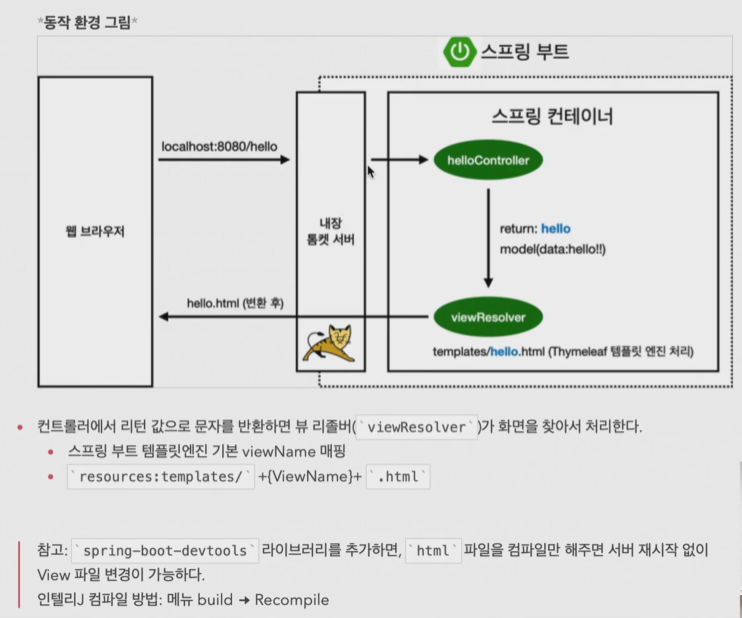 *동작 환경 그림*
스프링 부트
스프링 컨테이너
localhost:8080/hello
helloController
웹 브라우저
내장
톰켓 서버
return: hello
model(data:hello!!)
hello.html (변환 후)
viewResolver
templates/hello.html (Thymeleaf 템플릿 엔진 처리)
• 컨트롤러에서 리턴 값으로 문자를 반환하면 뷰 리졸버(`viewResolver`)가 화면을 찾아서 처리한다.
• 스프링 부트 템플릿엔진 기본 viewName 매핑
• `resources:templates/` +{ViewName}+ `.html`
참고: `spring-boot-devtools` 라이브러리를 추가하면, `html` 파일을 컴파일만 해주면 서버 재시작 없이
View 파일 변경이 가능하다.
인텔리J 컴파일 방법: 메뉴 build → Recompile